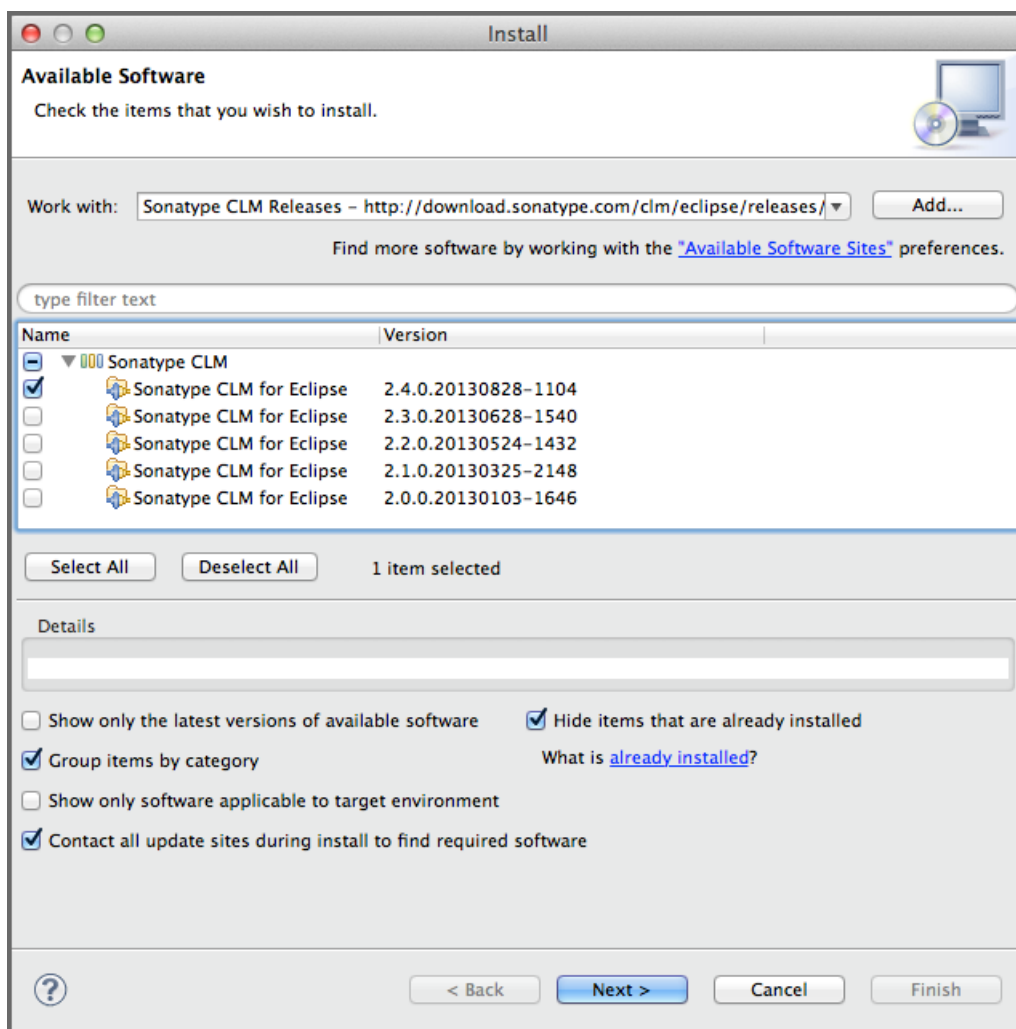 Install
Available Software
Check the items that you wish to install.
Work with: Sonatype CLM Releases – http://download.sonatype.com/clm/eclipse/releases/ Add...
Find more software by working with the "Available Software Sites" preferences.
type filter text
Name Version
Sonatype CLM
Sonatype CLM for Eclipse 2.4.0.20130828-1104
Sonatype CLM for Eclipse 2.3.0.20130628-1540
Sonatype CLM for Eclipse 2.2.0.20130524-1432
Sonatype CLM for Eclipse 2.1.0.20130325-2148
Sonatype CLM for Eclipse 2.0.0.20130103-1646
Select All Deselect All 1 item selected
Details
Show only the latest versions of available software Hide items that are already installed
Group items by category What is already installed?
Show only software applicable to target environment
Contact all update sites during install to find required software
? < Back Next > Cancel Finish